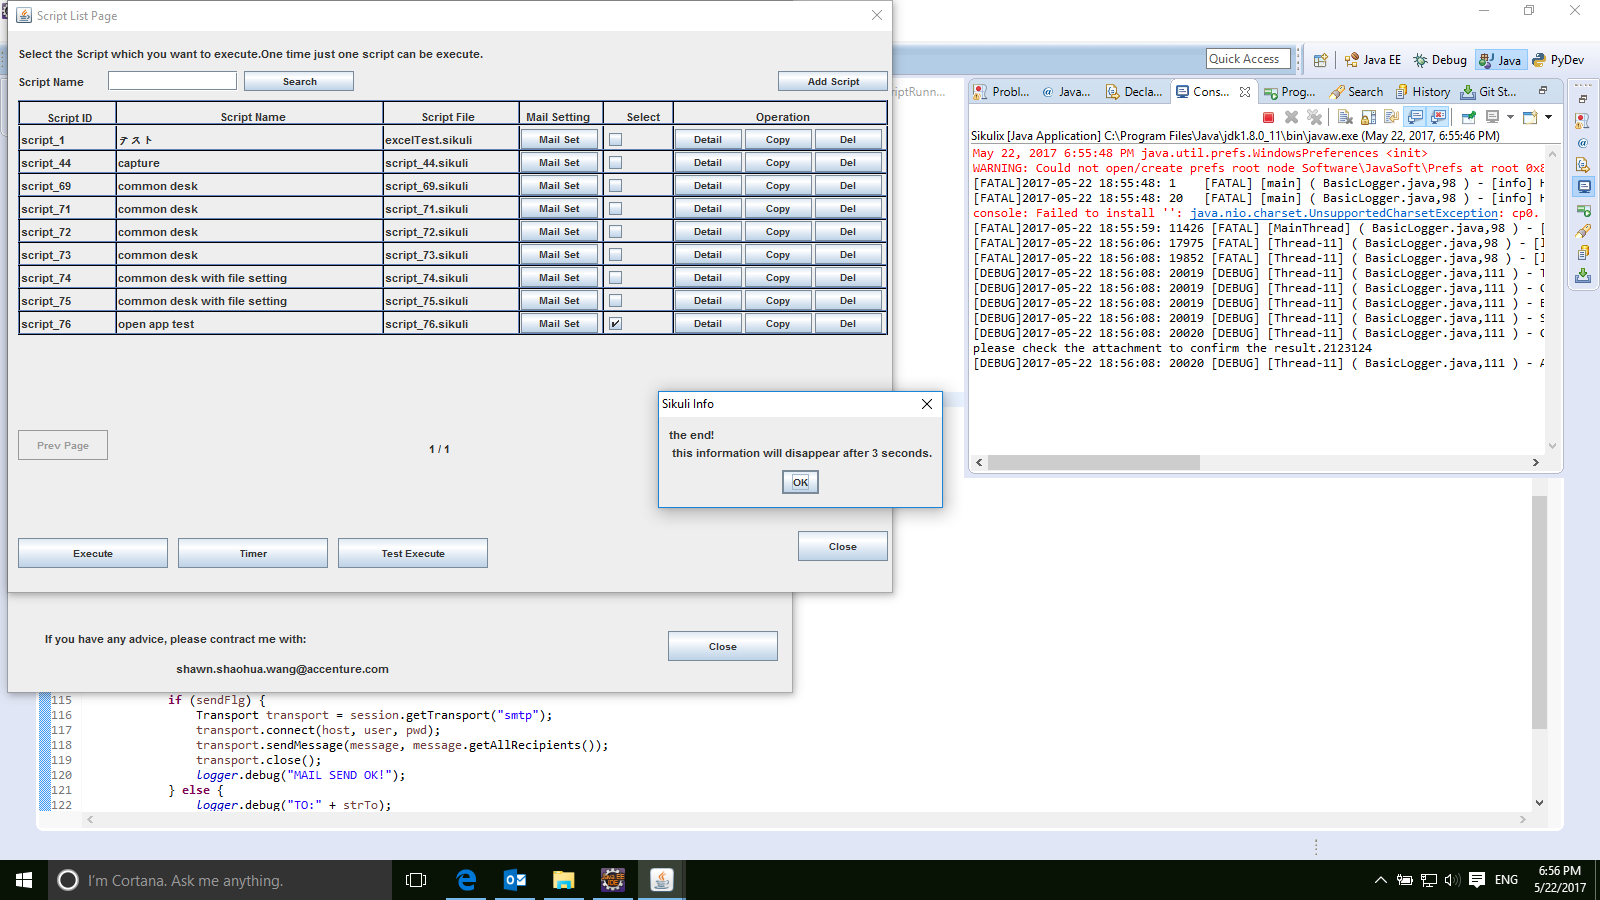 Script List Page
Select the Script which you want to execute.One time just one script can be execute.
Script Name
Search
Add Script
Script ID Script Name Script File Mail Setting Select Operation
script_1 テスト excelTest.sikuli Mail Set Detail Copy Del
script_44 capture script_44.sikuli Mail Set Detail Copy Del
script_69 common desk script_69.sikuli Mail Set Detail Copy Del
script_71 common desk script_71.sikuli Mail Set Detail Copy Del
script_72 common desk script_72.sikuli Mail Set Detail Copy Del
script_73 common desk script_73.sikuli Mail Set Detail Copy Del
script_74 common desk with file setting script_74.sikuli Mail Set Detail Copy Del
script_75 common desk with file setting script_75.sikuli Mail Set Detail Copy Del
script_76 open app test script_76.sikuli Mail Set Detail Copy Del
Prev Page
1 / 1
Execute
Timer
Test Execute
Close
Sikuli Info
the end!
this information will disappear after 3 seconds.
OK
If you have any advice, please contract me with:
shawn.shaohua.wang@accenture.com
Close
Quick Access
Java EE
Debug
Java
PyDev
iptRunn...
Probl...
Java...
Decla...
Cons...
Prog...
Search
History
Git St...
Sikulix [Java Application] C:\Program Files\Java\jdk1.8.0_11\bin\javaw.exe (May 22, 2017, 6:55:46 PM)
May 22, 2017 6:55:48 PM java.util.prefs.WindowsPreferences <init>
WARNING: Could not open/create prefs root node Software\JavaSoft\Prefs at root 0x8
[FATAL]2017-05-22 18:55:48: 1 [FATAL] [main] ( BasicLogger.java,98 ) - [info] H
[FATAL]2017-05-22 18:55:48: 20 [FATAL] [main] ( BasicLogger.java,98 ) - [info] H
console: Failed to install '': java.nio.charset.UnsupportedCharsetException: cp0.
[FATAL]2017-05-22 18:55:59: 11426 [FATAL] [MainThread] ( BasicLogger.java,98 ) - [
[FATAL]2017-05-22 18:56:06: 17975 [FATAL] [Thread-11] ( BasicLogger.java,98 ) - [l
[FATAL]2017-05-22 18:56:08: 19852 [FATAL] [Thread-11] ( BasicLogger.java,98 ) - [l
[DEBUG]2017-05-22 18:56:08: 20019 [DEBUG] [Thread-11] ( BasicLogger.java,111 ) - T
[DEBUG]2017-05-22 18:56:08: 20019 [DEBUG] [Thread-11] ( BasicLogger.java,111 ) - C
[DEBUG]2017-05-22 18:56:08: 20019 [DEBUG] [Thread-11] ( BasicLogger.java,111 ) - B
[DEBUG]2017-05-22 18:56:08: 20019 [DEBUG] [Thread-11] ( BasicLogger.java,111 ) - S
[DEBUG]2017-05-22 18:56:08: 20020 [DEBUG] [Thread-11] ( BasicLogger.java,111 ) - C
please check the attachment to confirm the result.2123124
[DEBUG]2017-05-22 18:56:08: 20020 [DEBUG] [Thread-11] ( BasicLogger.java,111 ) - A
115 if (sendFlg) {
116 Transport transport = session.getTransport("smtp");
117 transport.connect(host, user, pwd);
118 transport.sendMessage(message, message.getAllRecipients());
119 transport.close();
120 logger.debug("MAIL SEND OK!");
121 } else {
122 logger.debug("TO:" + strTo);
I'm Cortana. Ask me anything.
ENG
6:56 PM
5/22/2017